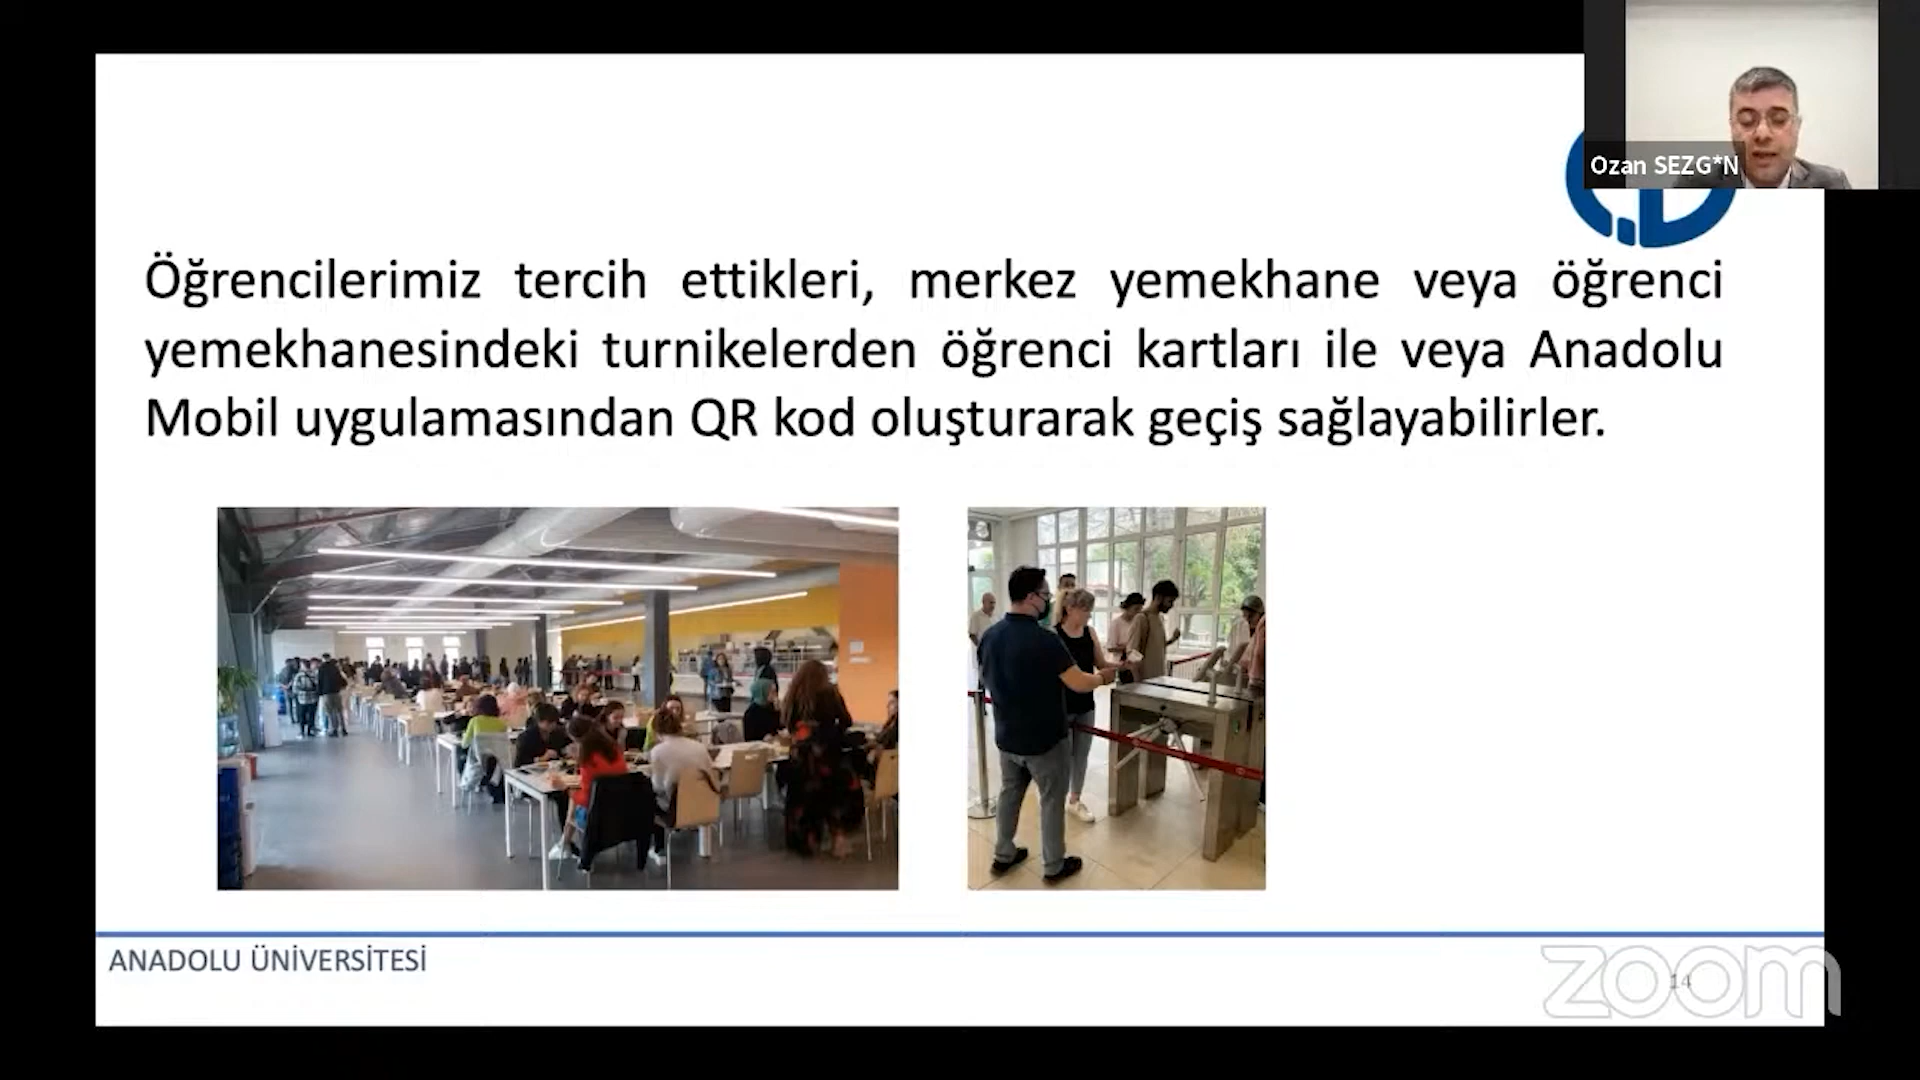 Ozan SEZG*N
Öğrencilerimiz tercih ettikleri, merkez yemekhane veya öğrenci
yemekhanesindeki turnikelerden öğrenci kartları ile veya Anadolu
Mobil uygulamasından QR kod oluşturarak geçiş sağlayabilirler.
ANADOLU ÜNİVERSİTESİ
14
zoom